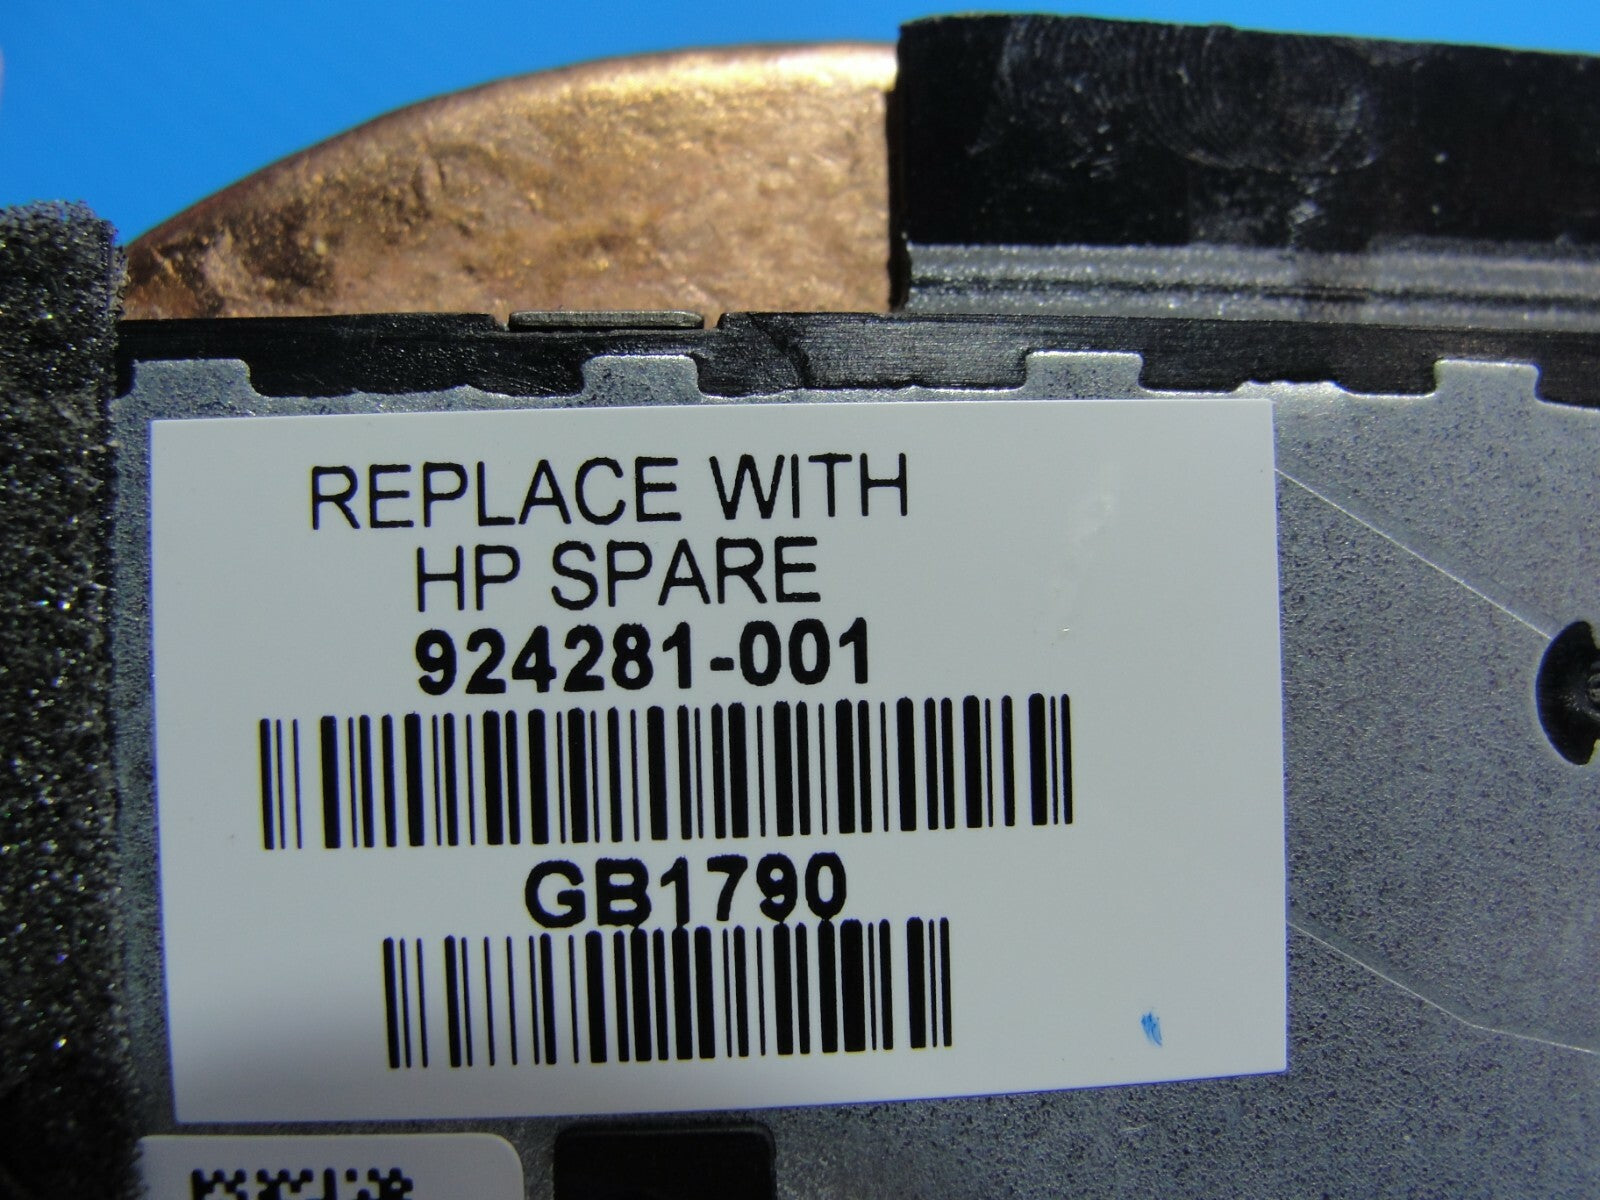 REPLACE WITH
HP SPARE
924281-001
GB1790